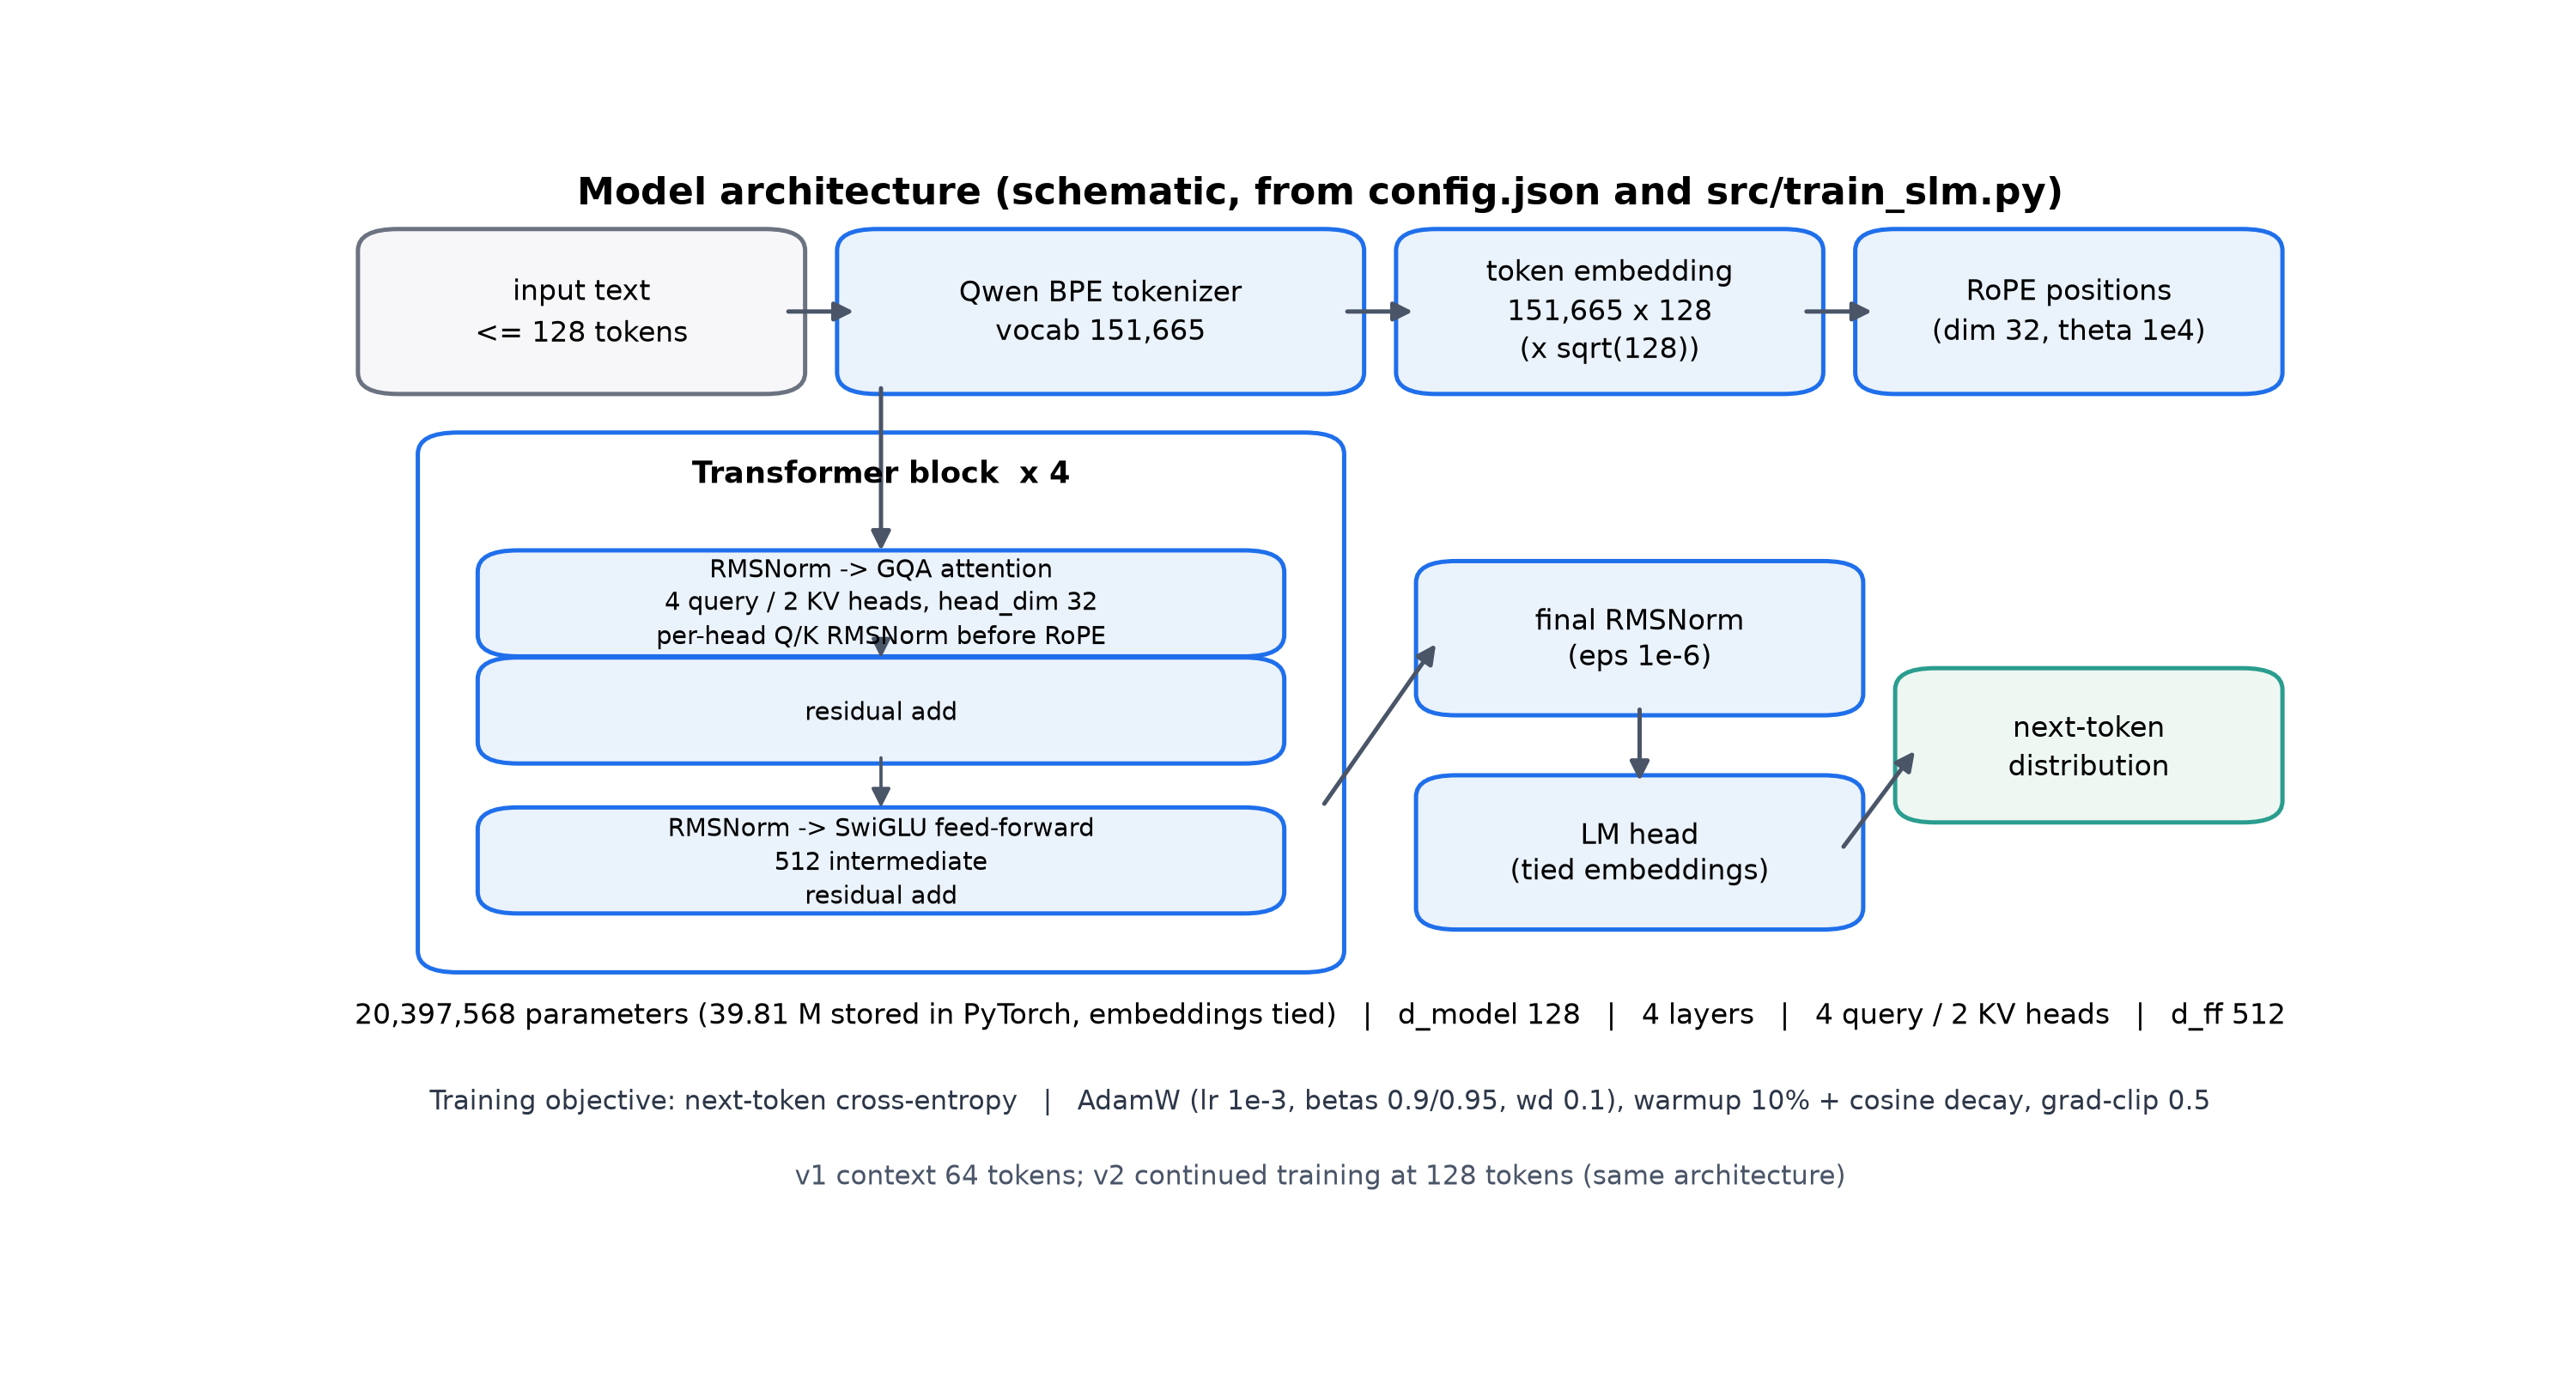 Model architecture (schematic, from config.json and src/train_slm.py)
input text
<= 128 tokens
Qwen BPE tokenizer
vocab 151,665
token embedding
151,665 x 128
(x sqrt(128))
RoPE positions
(dim 32, theta 1e4)
Transformer block  x 4
RMSNorm -> GQA attention
4 query / 2 KV heads, head_dim 32
per-head Q/K RMSNorm before RoPE
residual add
RMSNorm -> SwiGLU feed-forward
512 intermediate
residual add
final RMSNorm
(eps 1e-6)
LM head
(tied embeddings)
next-token
distribution
20,397,568 parameters (39.81 M stored in PyTorch, embeddings tied)   |   d_model 128   |   4 layers   |   4 query / 2 KV heads   |   d_ff 512
Training objective: next-token cross-entropy   |   AdamW (lr 1e-3, betas 0.9/0.95, wd 0.1), warmup 10% + cosine decay, grad-clip 0.5
v1 context 64 tokens; v2 continued training at 128 tokens (same architecture)